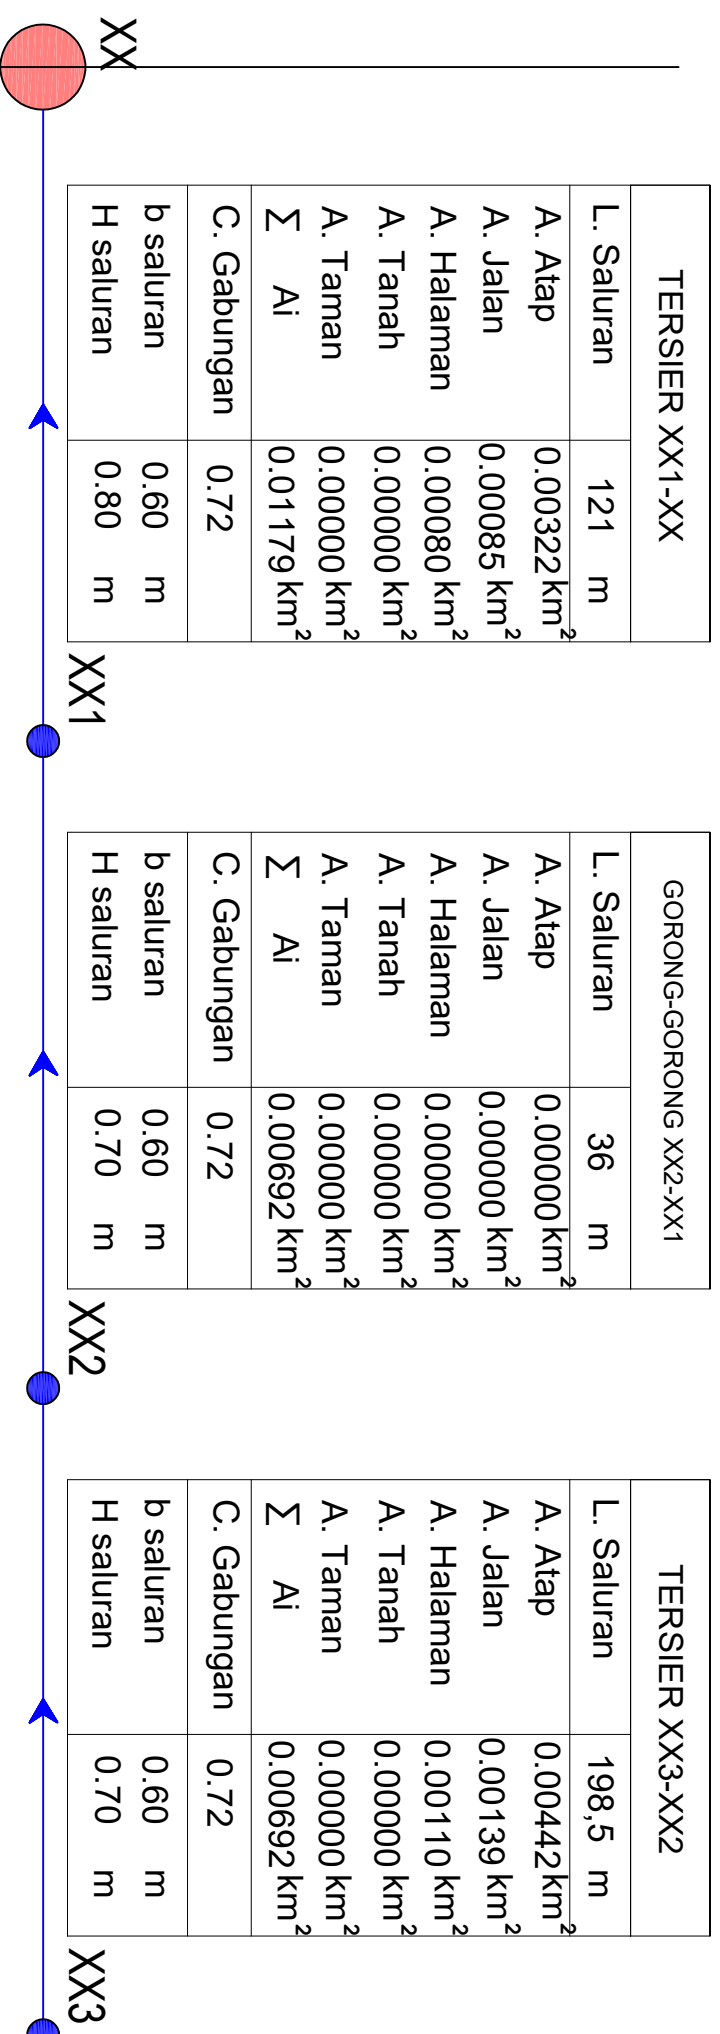 XX
TERSIER XX1-XX
L. Saluran 121 m
A. Atap 0.00322 km²
A. Jalan 0.00085 km²
A. Halaman 0.00080 km²
A. Tanah 0.00000 km²
A. Taman 0.00000 km²
Σ Ai 0.01179 km²
C. Gabungan 0.72
b saluran 0.60 m
H saluran 0.80 m
XX1
GORONG-GORONG XX2-XX1
L. Saluran 36 m
A. Atap 0.00000 km²
A. Jalan 0.00000 km²
A. Halaman 0.00000 km²
A. Tanah 0.00000 km²
A. Taman 0.00000 km²
Σ Ai 0.00692 km²
C. Gabungan 0.72
b saluran 0.60 m
H saluran 0.70 m
XX2
TERSIER XX3-XX2
L. Saluran 198,5 m
A. Atap 0.00442 km²
A. Jalan 0.00139 km²
A. Halaman 0.00110 km²
A. Tanah 0.00000 km²
A. Taman 0.00000 km²
Σ Ai 0.00692 km²
C. Gabungan 0.72
b saluran 0.60 m
H saluran 0.70 m
XX3